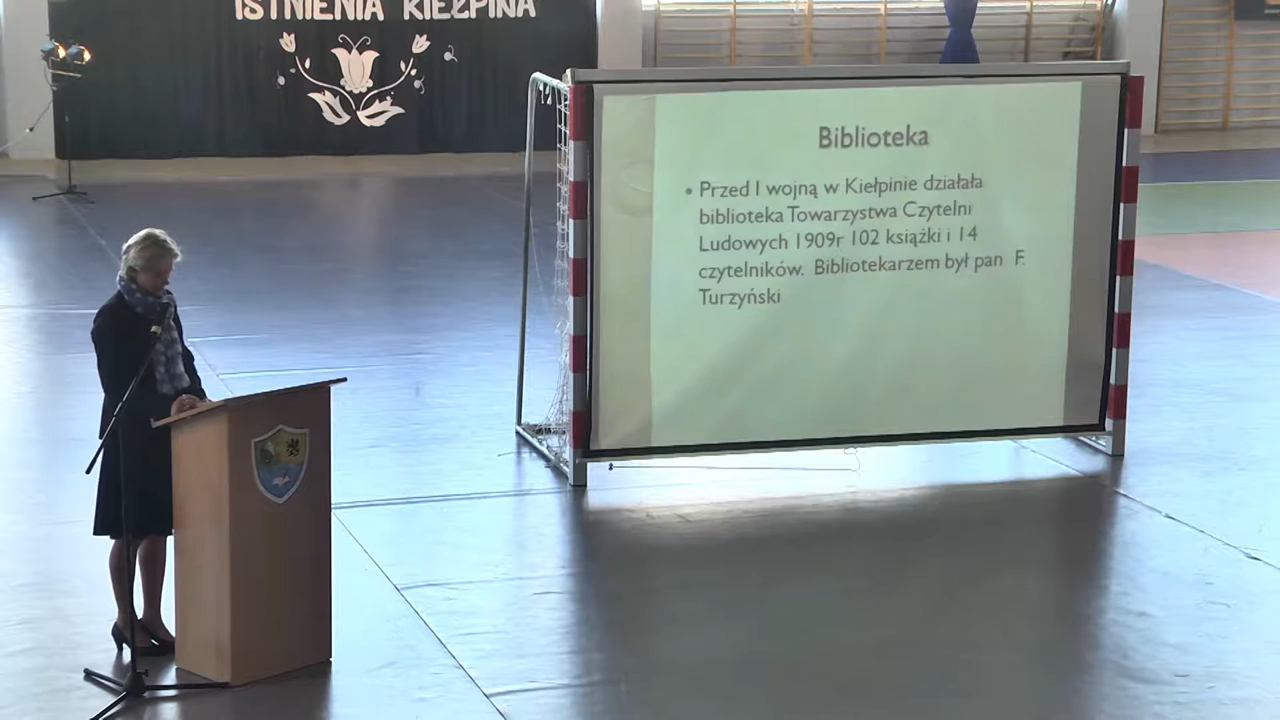 ISTNIENIA KIEŁPINA
Biblioteka
• Przed I wojną w Kiełpinie działała
biblioteka Towarzystwa Czytelni
Ludowych 1909r 102 książki i 14
czytelników. Bibliotekarzem był pan F.
Turzyński